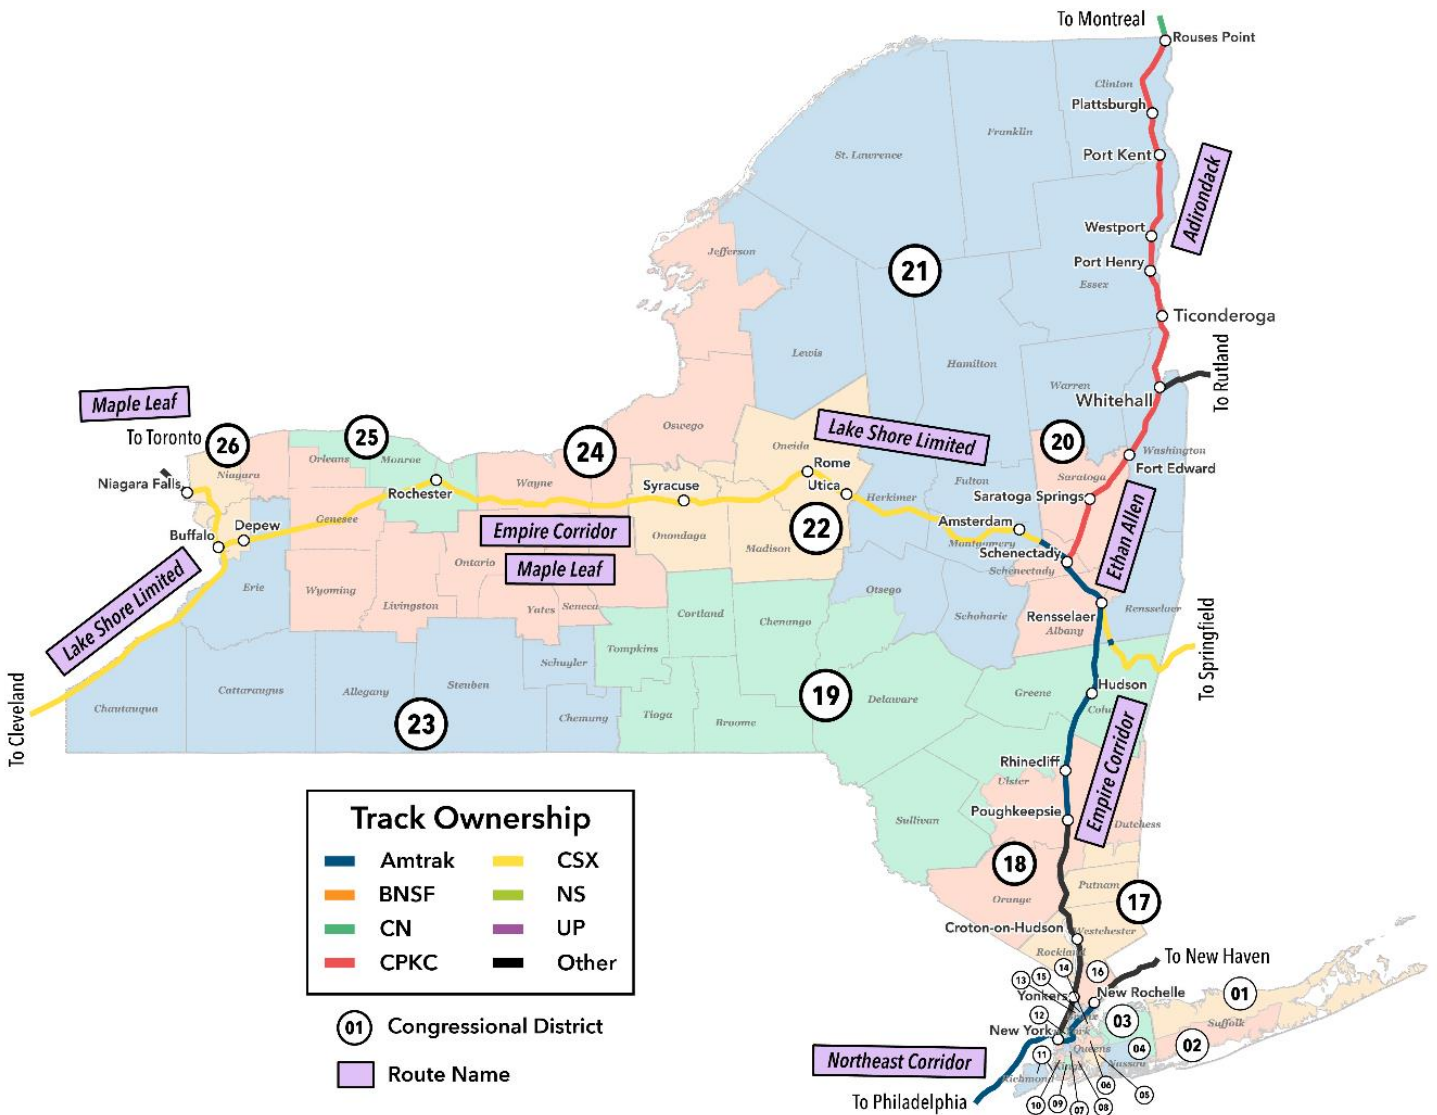 To Montreal
Rouses Point
Clinton
Plattsburgh
Franklin
St. Lawrence
Port Kent
Adirondack
Westport
Jefferson
Port Henry
21
Essex
Ticonderoga
Lewis
Hamilton
To Rutland
Warren
Whitehall
Maple Leaf
To Toronto
26
25
24
Oswego
Lake Shore Limited
20
Oneida
Washington
Orleans
Monroe
Niagara
Rome
Fort Edward
Niagara Falls
Rochester
Wayne
Syracuse
Utica
Herkimer
Fulton
Saratoga
Saratoga Springs
Genesee
Empire Corridor
22
Amsterdam
Ethan Allen
Depew
Buffalo
Onondaga
Madison
Montgomery
Schenectady
Ontario
Maple Leaf
Schenectady
Lake Shore Limited
Erie
Wyoming
Livingston
Yates
Seneca
Cortland
Chenango
Otsego
Schoharie
Rensselaer
Rensselaer
Albany
To Springfield
Tompkins
Schuyler
Steuben
Cattaraugus
Allegany
Chautauqua
23
Chemung
Tioga
Broome
19
Delaware
Greene
Hudson
Colu
Empire Corridor
To Cleveland
Rhinecliff
Ulster
Poughkeepsie
Dutchess
Sullivan
18
Putnam
17
Orange
Croton-on-Hudson
Westchester
Rockland
To New Haven
Track Ownership
Amtrak
CSX
BNSF
NS
CN
UP
CPKC
Other
01
Congressional District
Route Name
14
16
15
13
Yonkers
New Rochelle
01
12
03
Suffolk
New York
02
04
Queens
Nassau
11
Northeast Corridor
Kings
Richmond
06
05
10
09
07
08
To Philadelphia